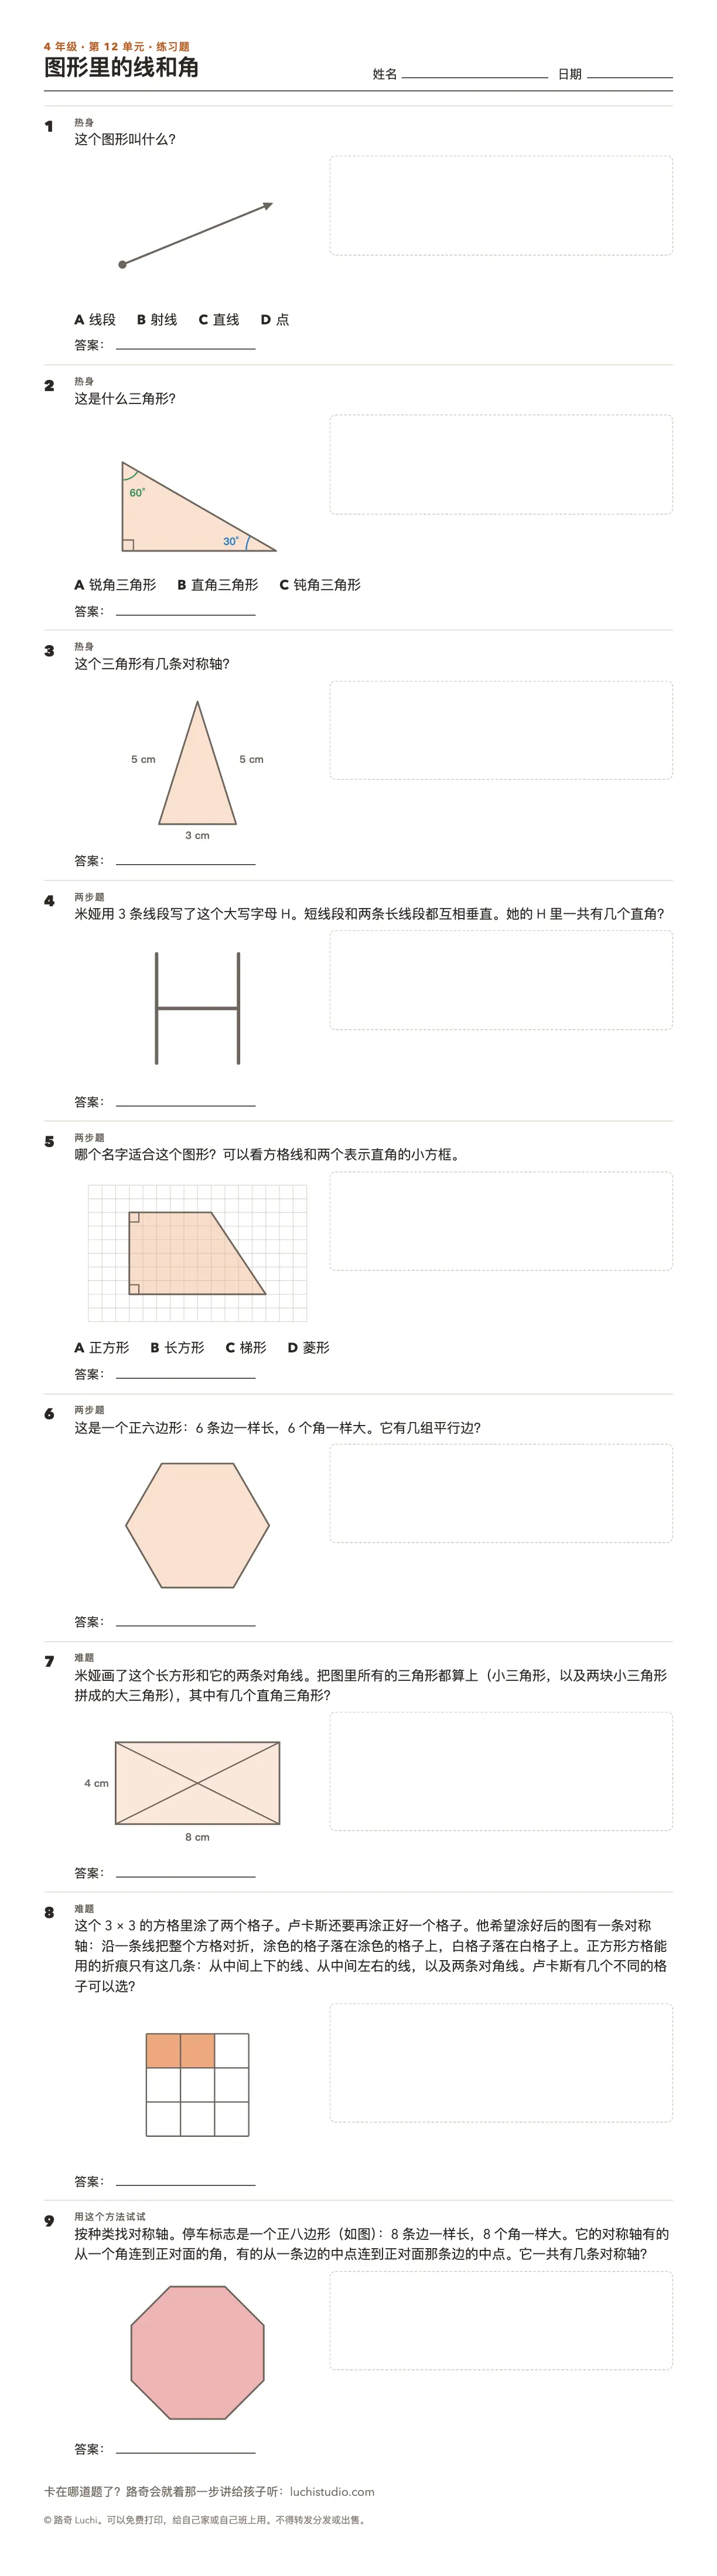 4 年级 · 第 12 单元 · 练习题
图形里的线和角
姓名
日期
1
热身
这个图形叫什么?
A 线段 B 射线 C 直线 D 点
答案:
2
热身
这是什么三角形?
60°
30°
A 锐角三角形 B 直角三角形 C 钝角三角形
答案:
3
热身
这个三角形有几条对称轴?
5 cm
5 cm
3 cm
答案:
4
两步题
米娅用 3 条线段写了这个大写字母 H。短线段和两条长线段都互相垂直。她的 H 里一共有几个直角?
答案:
5
两步题
哪个名字适合这个图形? 可以看方格线和两个表示直角的小方框。
A 正方形 B 长方形 C 梯形 D 菱形
答案:
6
两步题
这是一个正六边形: 6 条边一样长, 6 个角一样大。它有几组平行边?
答案:
7
难题
米娅画了这个长方形和它的两条对角线。把图里所有的三角形都算上 (小三角形, 以及两块小三角形
拼成的大三角形), 其中有几个直角三角形?
4 cm
8 cm
答案:
8
难题
这个 3 × 3 的方格里涂了两个格子。卢卡斯还要再涂正好一个格子。他希望涂好后的图有一条对称
轴: 沿一条线把整个方格对折, 涂色的格子落在涂色的格子上, 白格子落在白格子上。正方形方格能
用的折痕只有这几条: 从中间上下的线、从中间左右的线, 以及两条对角线。卢卡斯有几个不同的格
子可以选?
答案:
9
用这个方法试试
按种类找对称轴。停车标志是一个正八边形 (如图): 8 条边一样长, 8 个角一样大。它的对称轴有的
从一个角连到正对面的角, 有的从一条边的中点连到正对面那条边的中点。它一共有几条对称轴?
答案:
卡在哪道题了? 路奇会就着那一步讲给孩子听: luchistudio.com
© 路奇 Luchi。可以免费打印, 给自己家或自己班上用。不得转发分发或出售。